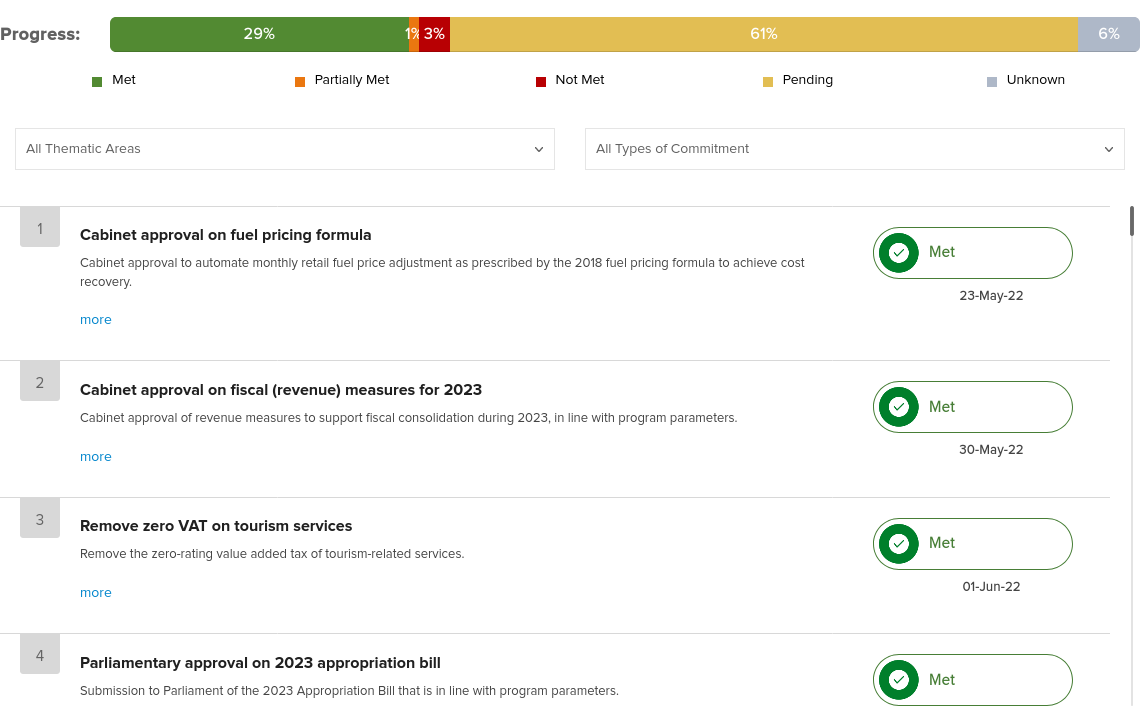 Progress:
29%
1%
3%
61%
6%
Met
Partially Met
Not Met
Pending
Unknown
All Thematic Areas
All Types of Commitment
1
Cabinet approval on fuel pricing formula
Cabinet approval to automate monthly retail fuel price adjustment as prescribed by the 2018 fuel pricing formula to achieve cost
recovery.
more
Met
23-May-22
2
Cabinet approval on fiscal (revenue) measures for 2023
Cabinet approval of revenue measures to support fiscal consolidation during 2023, in line with program parameters.
more
Met
30-May-22
3
Remove zero VAT on tourism services
Remove the zero-rating value added tax of tourism-related services.
more
Met
01-Jun-22
4
Parliamentary approval on 2023 appropriation bill
Submission to Parliament of the 2023 Appropriation Bill that is in line with program parameters.
Met